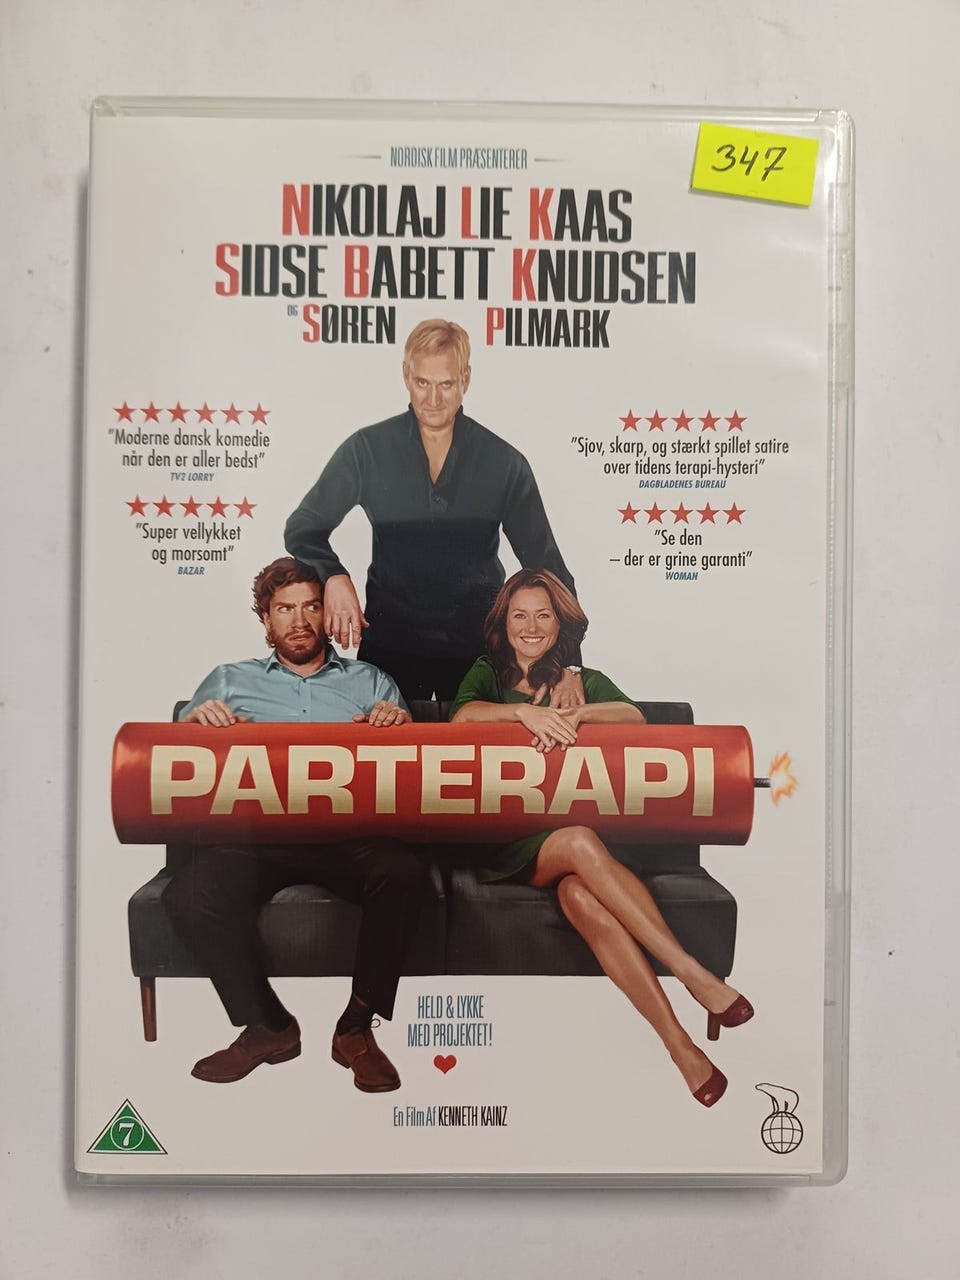 NORDISK FILM PRÆSENTERER
347
NIKOLAJ LIE KAAS
SIDSE BABETT KNUDSEN
OG SØREN PILMARK
"Moderne dansk komedie
når den er aller bedst"
TV2 LORRY
"Super vellykket
og morsomt"
BAZAR
"Sjov, skarp, og stærkt spillet satire
over tidens terapi-hysteri"
DAGBLADENES BUREAU
"Se den
– der er grine garanti"
WOMAN
PARTERAPI
HELD & LYKKE
MED PROJEKTET!
En Film Af KENNETH KAINZ
7